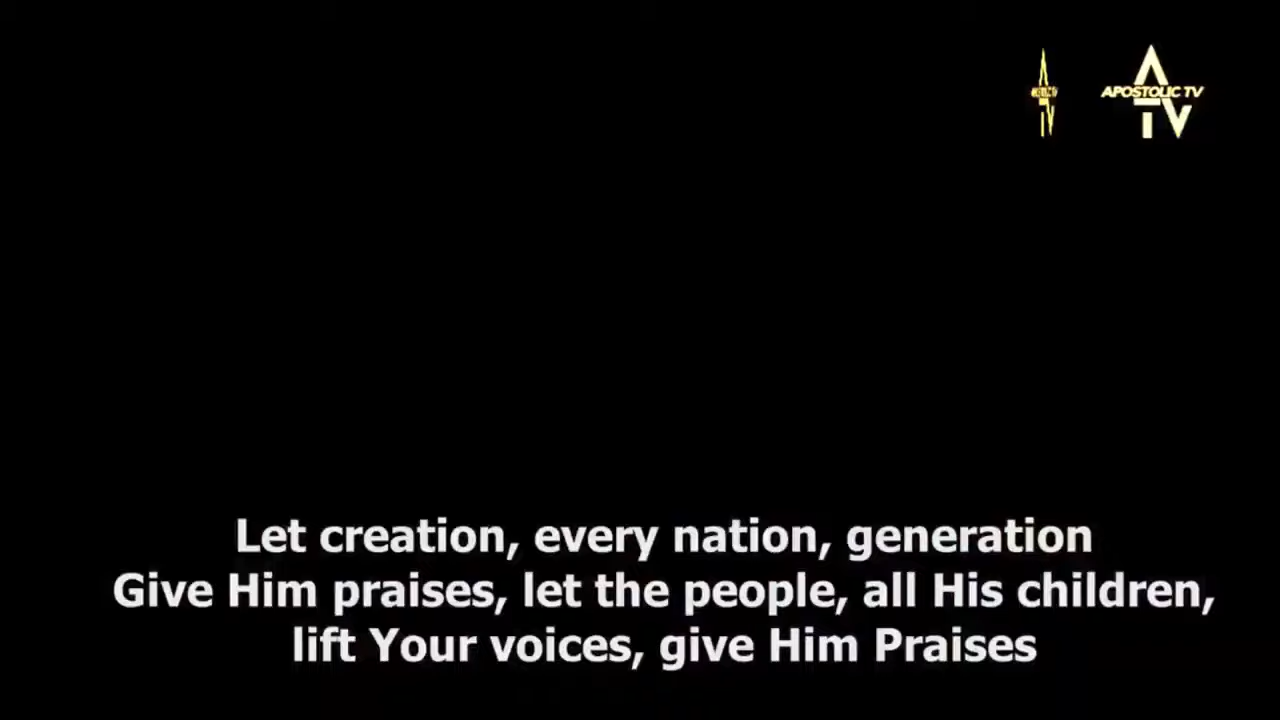 APOSTOLIC TV
ATV
Let creation, every nation, generation
Give Him praises, let the people, all His children,
lift Your voices, give Him Praises